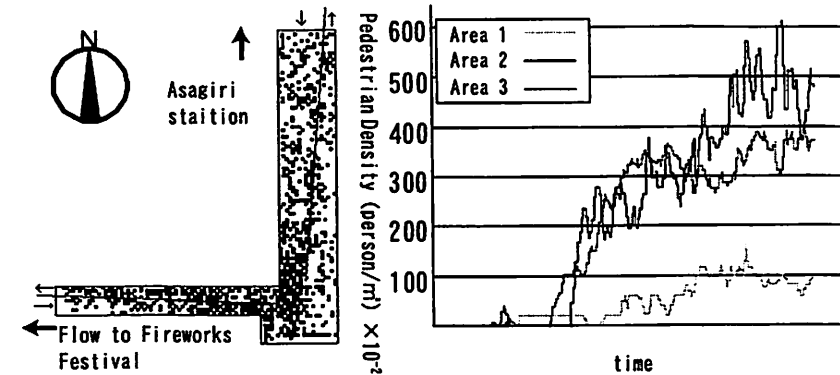 N
Asagiri
staition
Flow to Fireworks
Festival
Pedestrian Density (person/㎡) ×10⁻²
600
500
400
300
200
100
Area 1
Area 2
Area 3
time